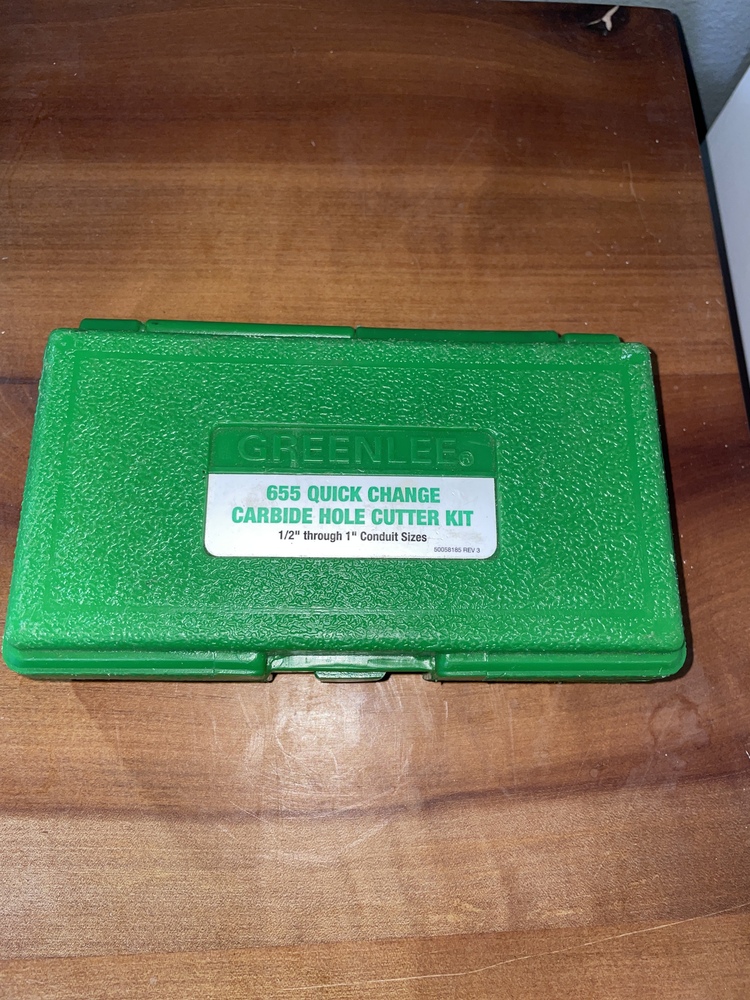 GREENLEE®
655 QUICK CHANGE
CARBIDE HOLE CUTTER KIT
1/2" through 1" Conduit Sizes
50058185 REV 3